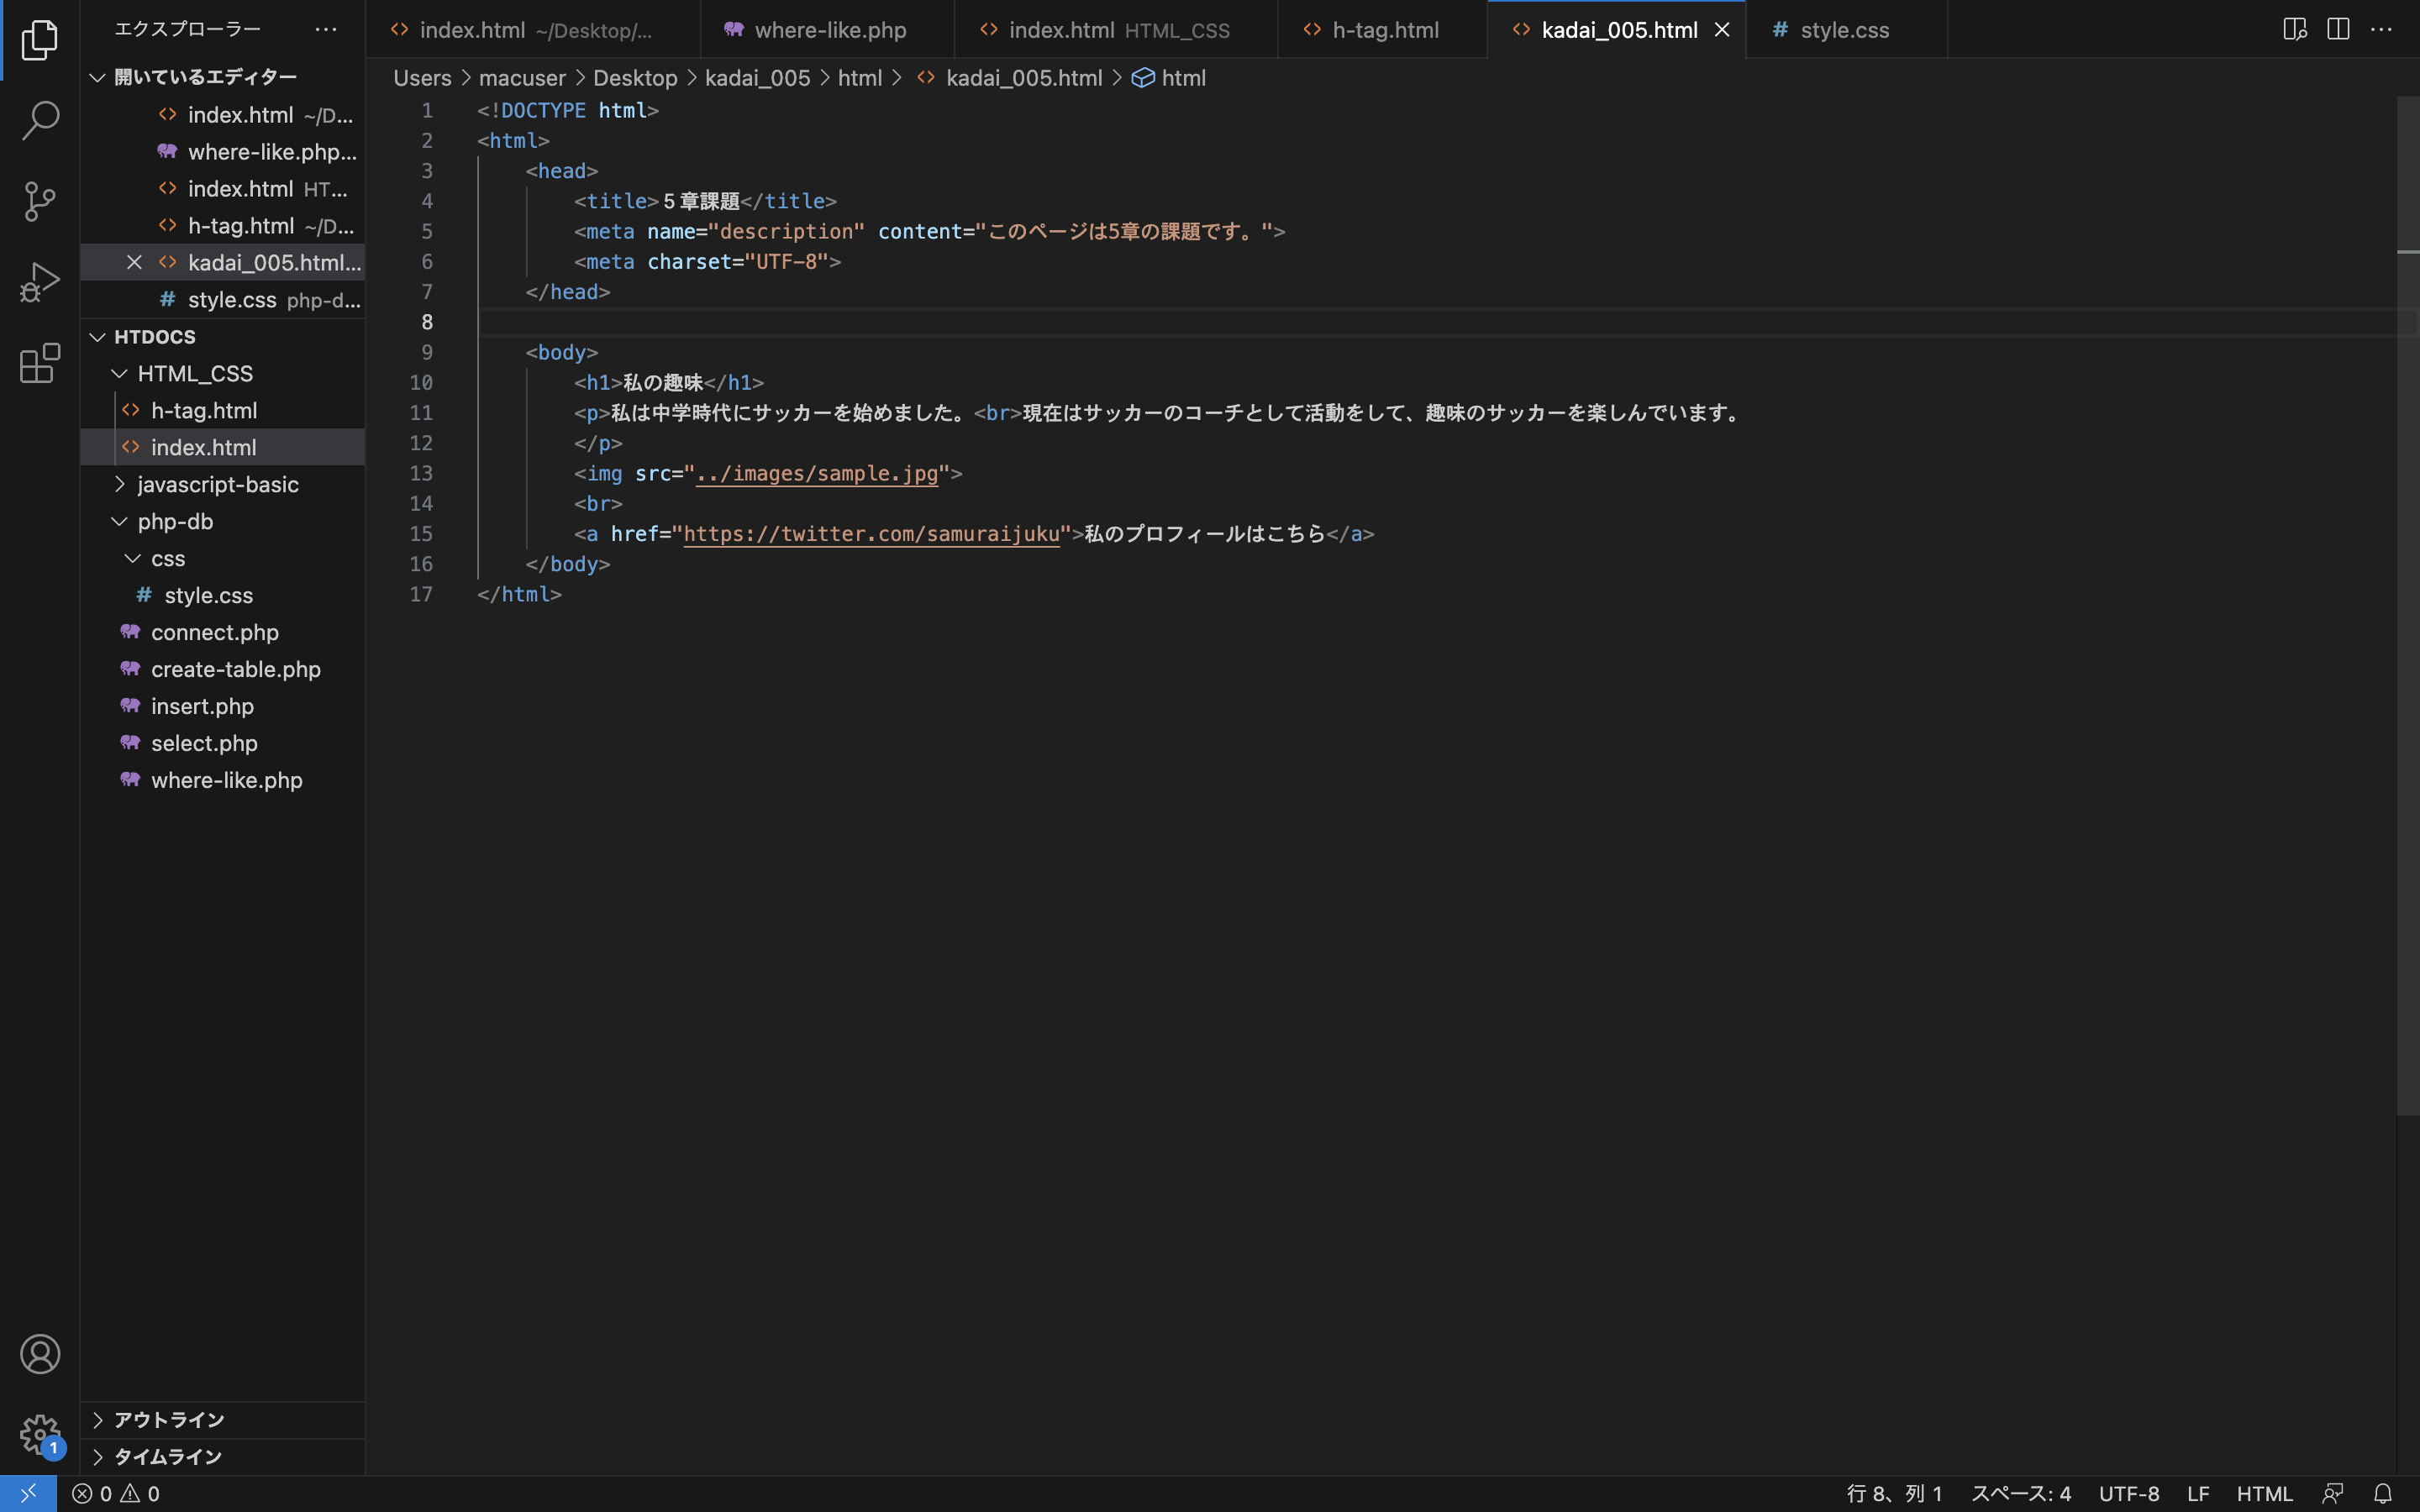 エクスプローラー ···
開いているエディター
index.html ~/D...
where-like.php...
index.html HT...
h-tag.html ~/D...
kadai_005.html...
# style.css php-d...
HTDOCS
HTML_CSS
h-tag.html
index.html
javascript-basic
php-db
css
# style.css
connect.php
create-table.php
insert.php
select.php
where-like.php
アウトライン
タイムライン
1
index.html ~/Desktop/... where-like.php index.html HTML_CSS h-tag.html kadai_005.html # style.css ···
Users > macuser > Desktop > kadai_005 > html > kadai_005.html > html
1 <!DOCTYPE html>
2 <html>
3 <head>
4 <title>５章課題</title>
5 <meta name="description" content="このページは5章の課題です。">
6 <meta charset="UTF-8">
7 </head>
8
9 <body>
10 <h1>私の趣味</h1>
11 <p>私は中学時代にサッカーを始めました。<br>現在はサッカーのコーチとして活動をして、趣味のサッカーを楽しんでいます。
12 </p>
13 <img src="../images/sample.jpg">
14 <br>
15 <a href="https://twitter.com/samuraijuku">私のプロフィールはこちら</a>
16 </body>
17 </html>
0 0 行 8、列 1 スペース: 4 UTF-8 LF HTML